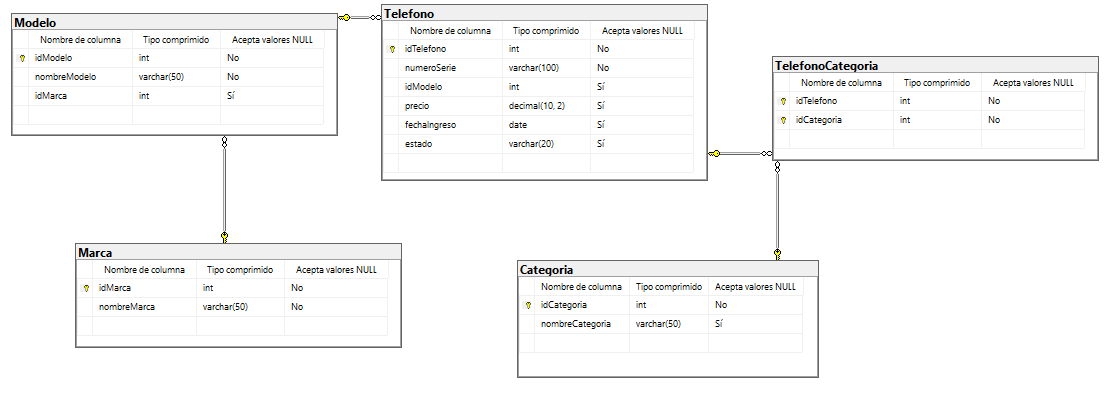 Modelo
Nombre de columna Tipo comprimido Acepta valores NULL
idModelo int No
nombreModelo varchar(50) No
idMarca int Sí
Telefono
Nombre de columna Tipo comprimido Acepta valores NULL
idTelefono int No
numeroSerie varchar(100) No
idModelo int Sí
precio decimal(10, 2) Sí
fechaIngreso date Sí
estado varchar(20) Sí
TelefonoCategoria
Nombre de columna Tipo comprimido Acepta valores NULL
idTelefono int No
idCategoria int No
Marca
Nombre de columna Tipo comprimido Acepta valores NULL
idMarca int No
nombreMarca varchar(50) No
Categoria
Nombre de columna Tipo comprimido Acepta valores NULL
idCategoria int No
nombreCategoria varchar(50) Sí